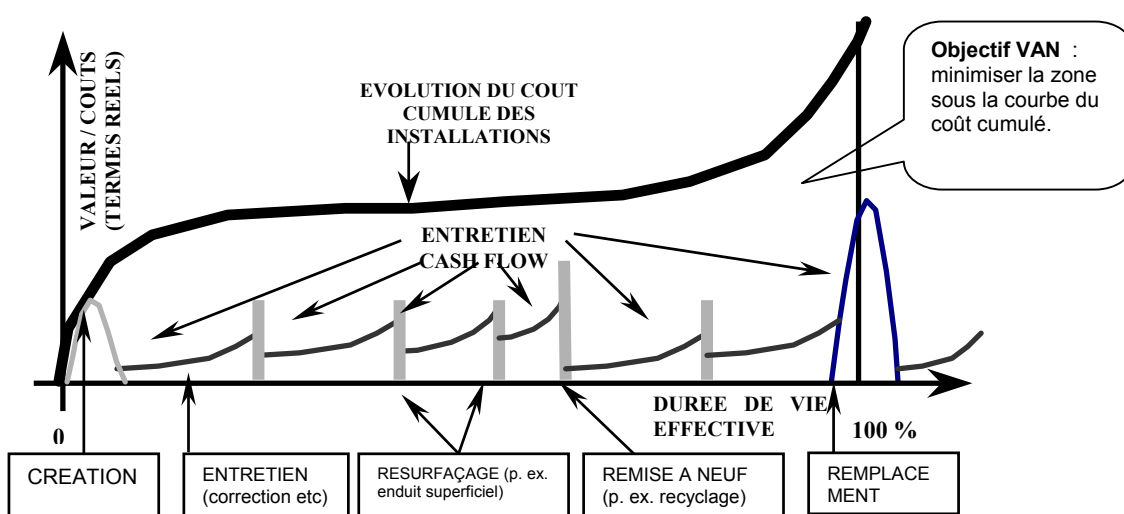 VALEUR / COUTS
(TERMES REELS)
EVOLUTION DU COUT
CUMULE DES
INSTALLATIONS
Objectif VAN :
minimiser la zone
sous la courbe du
coût cumulé.
ENTRETIEN
CASH FLOW
DUREE DE VIE
EFFECTIVE
0
100 %
CREATION
ENTRETIEN
(correction etc)
RESURFAÇAGE (p. ex.
enduit superficiel)
REMISE A NEUF
(p. ex. recyclage)
REMPLACE
MENT